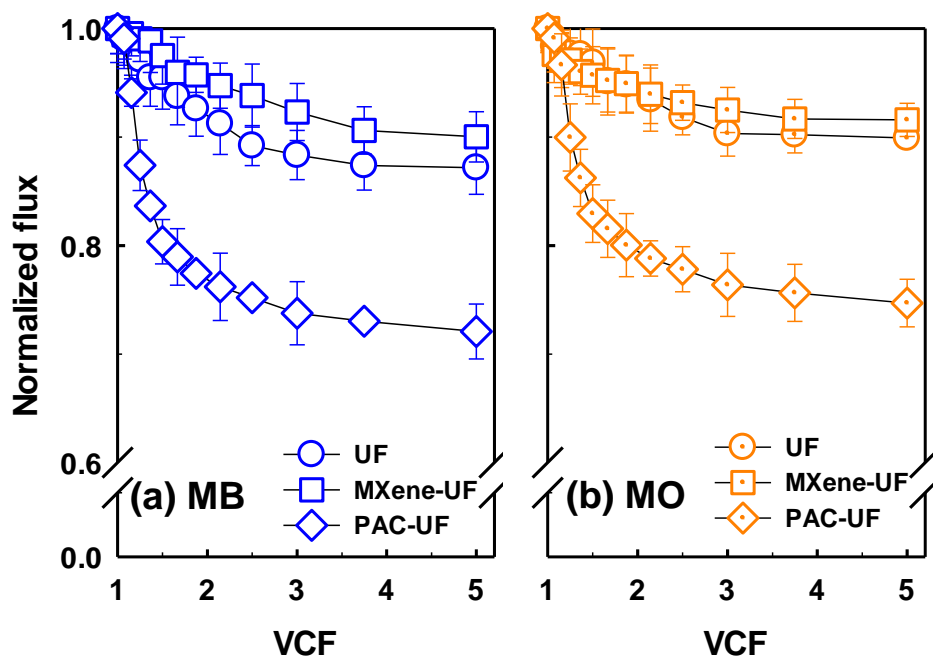 Normalized flux
1.0
0.8
0.6
0.0
UF
MXene-UF
PAC-UF
(a) MB
1 2 3 4 5
VCF
UF
MXene-UF
PAC-UF
(b) MO
1 2 3 4 5
VCF